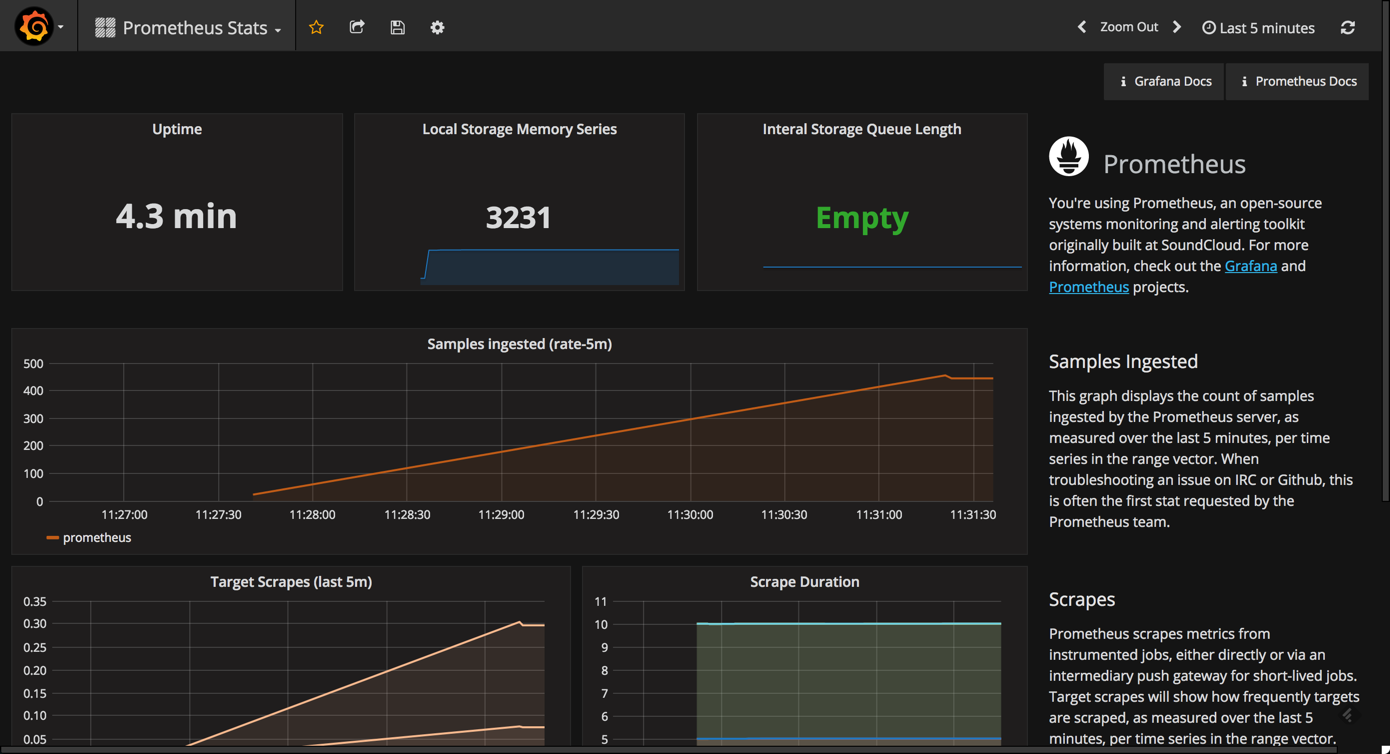 Prometheus Stats
Zoom Out
Last 5 minutes
Grafana Docs
Prometheus Docs
Uptime
4.3 min
Local Storage Memory Series
3231
Interal Storage Queue Length
Empty
Prometheus
You're using Prometheus, an open-source
systems monitoring and alerting toolkit
originally built at SoundCloud. For more
information, check out the Grafana and
Prometheus projects.
Samples ingested (rate-5m)
500
400
300
200
100
0
11:27:00 11:27:30 11:28:00 11:28:30 11:29:00 11:29:30 11:30:00 11:30:30 11:31:00 11:31:30
prometheus
Samples Ingested
This graph displays the count of samples
ingested by the Prometheus server, as
measured over the last 5 minutes, per time
series in the range vector. When
troubleshooting an issue on IRC or Github, this
is often the first stat requested by the
Prometheus team.
Target Scrapes (last 5m)
0.35
0.30
0.25
0.20
0.15
0.10
0.05
Scrape Duration
11
10
9
8
7
6
5
Scrapes
Prometheus scrapes metrics from
instrumented jobs, either directly or via an
intermediary push gateway for short-lived jobs.
Target scrapes will show how frequently targets
are scraped, as measured over the last 5
minutes, per time series in the range vector.